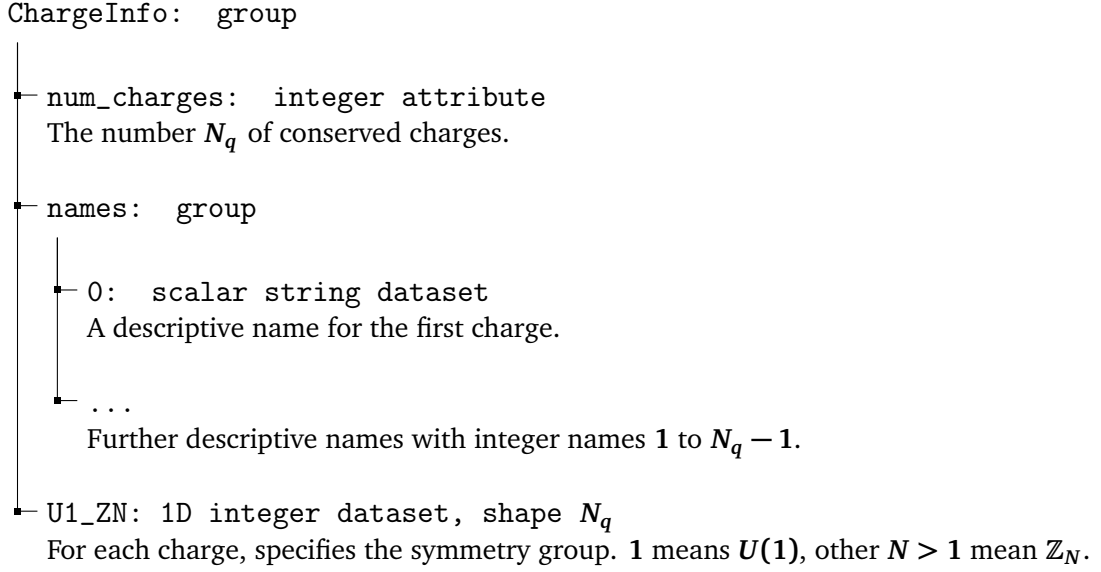 ChargeInfo: group
num_charges: integer attribute
The number N_q of conserved charges.
names: group
0: scalar string dataset
A descriptive name for the first charge.
...
Further descriptive names with integer names 1 to N_q − 1.
U1_ZN: 1D integer dataset, shape N_q
For each charge, specifies the symmetry group. 1 means U(1), other N > 1 mean ℤ_N.